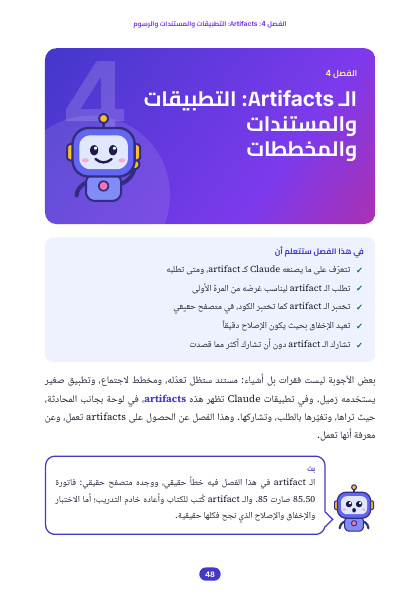 الفصل 4: Artifacts: التطبيقات والمستندات والرسوم
4
الفصل 4
الـ Artifacts: التطبيقات
والمستندات
والمخططات
في هذا الفصل ستتعلم أن
✓ تتعرّف على ما يصنعه Claude كـ artifact، ومتى تطلبه
✓ تطلب الـ artifact ليناسب غرضه من المرة الأولى
✓ تختبر الـ artifact كما تختبر الكود، في متصفح حقيقي
✓ تعيد الإخفاق بحيث يكون الإصلاح دقيقاً
✓ تشارك الـ artifact دون أن تشارك أكثر مما قصدت
بعض الأجوبة ليست فقرات بل أشياء: مستند ستظل تعدّله، ومخطط لاجتماع، وتطبيق صغير
يستخدمه زميل. وفي تطبيقات Claude تظهر هذه artifacts، في لوحة بجانب المحادثة،
حيث تراها، وتغيّرها بالطلب، وتشاركها. وهذا الفصل عن الحصول على artifacts تعمل، وعن
معرفة أنها تعمل.
بت
الـ artifact في هذا الفصل فيه خطأ حقيقي، ووجده متصفح حقيقي: فاتورة
85.50 صارت 85. والـ artifact كُتب للكتاب وأعاده خادم التدريب؛ أما الاختبار
والإخفاق والإصلاح الذي نجح فكلها حقيقية.
48